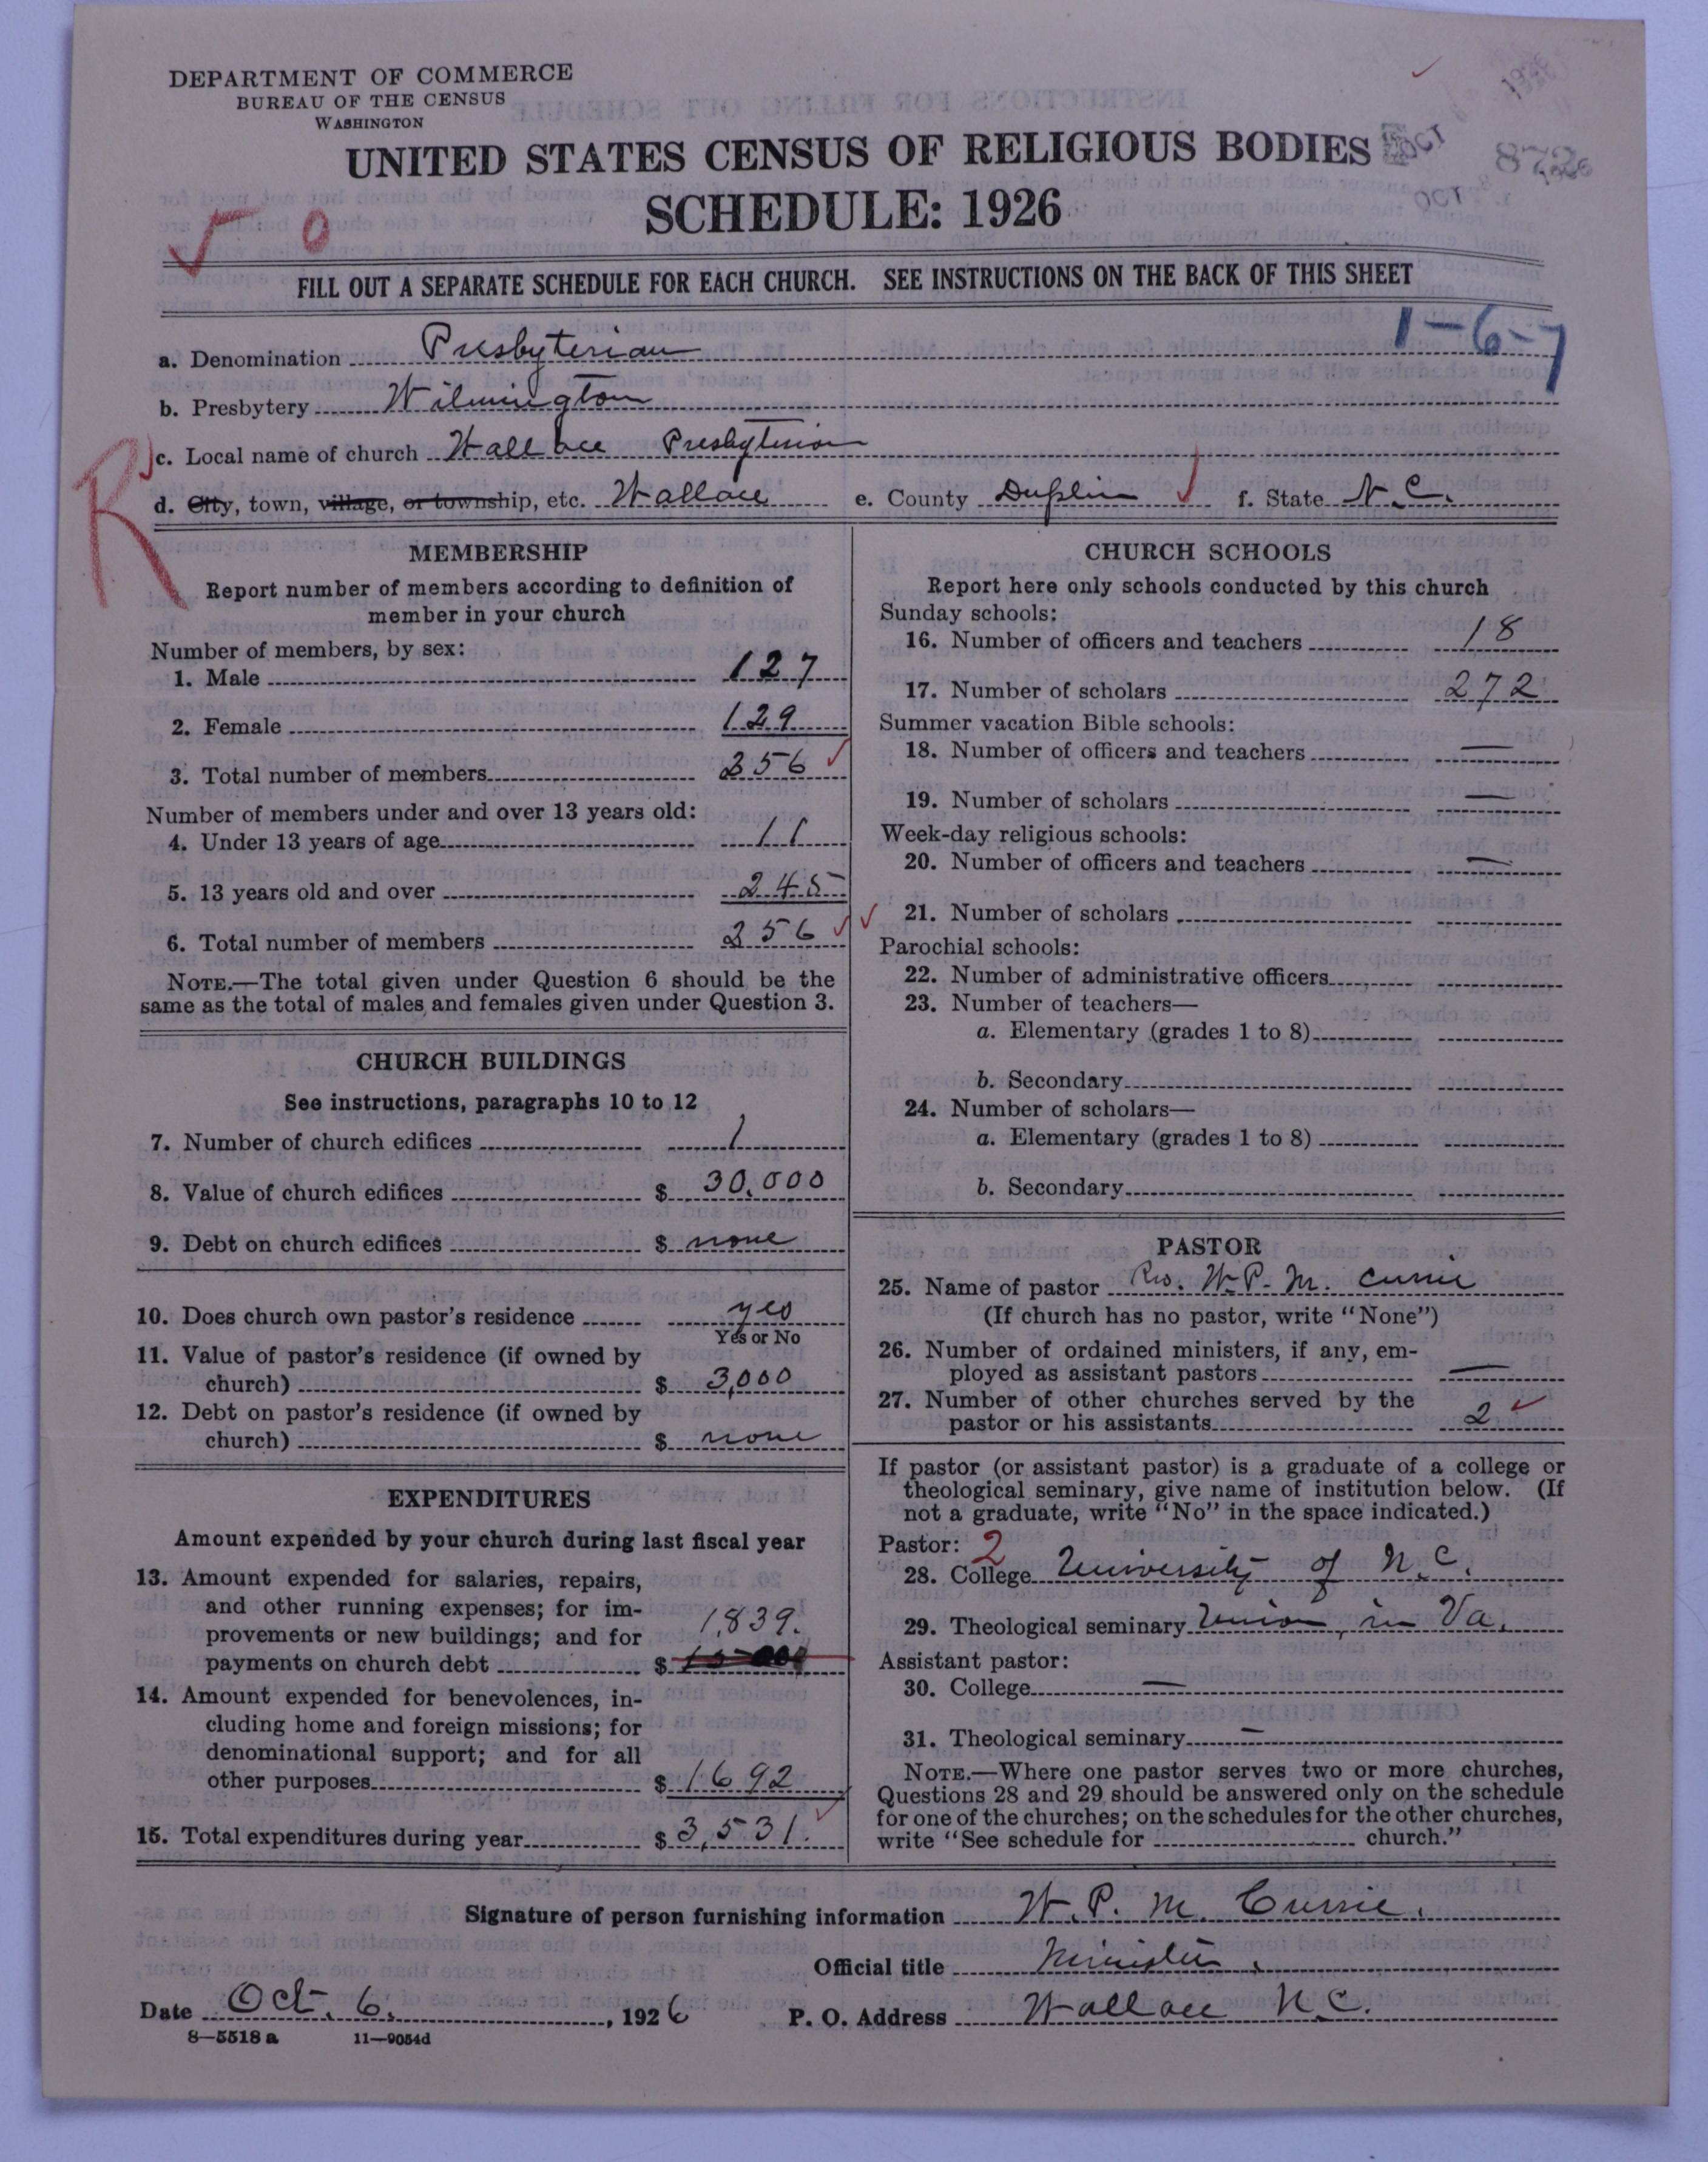 DEPARTMENT OF COMMERCE
BUREAU OF THE CENSUS
WASHINGTON
UNITED STATES CENSUS OF RELIGIOUS BODIES
SCHEDULE: 1926
OCT
1926
OCT
FILL OUT A SEPARATE SCHEDULE FOR EACH CHURCH. SEE INSTRUCTIONS ON THE BACK OF THIS SHEET
1-6-7
a. Denomination Presbyterian
b. Presbytery Wilmington
R
c. Local name of church Wallace Presbyterian
d. City, town, village, or township, etc. Wallace e. County Duplin f. State N.C.
MEMBERSHIP
Report number of members according to definition of
member in your church
Number of members, by sex:
1. Male 127
2. Female 129
3. Total number of members 256
Number of members under and over 13 years old:
4. Under 13 years of age 11
5. 13 years old and over 245
6. Total number of members 256
NOTE.—The total given under Question 6 should be the
same as the total of males and females given under Question 3.
CHURCH BUILDINGS
See instructions, paragraphs 10 to 12
7. Number of church edifices 1
8. Value of church edifices $ 30,000
9. Debt on church edifices $ none
10. Does church own pastor's residence yes
Yes or No
11. Value of pastor's residence (if owned by
church) $ 3,000
12. Debt on pastor's residence (if owned by
church) $ none
EXPENDITURES
Amount expended by your church during last fiscal year
13. Amount expended for salaries, repairs,
and other running expenses; for im-
provements or new buildings; and for 1,839.
payments on church debt $
14. Amount expended for benevolences, in-
cluding home and foreign missions; for
denominational support; and for all
other purposes $ 1692
15. Total expenditures during year $ 3,531.
CHURCH SCHOOLS
Report here only schools conducted by this church
Sunday schools:
16. Number of officers and teachers 18
17. Number of scholars 272
Summer vacation Bible schools:
18. Number of officers and teachers —
19. Number of scholars —
Week-day religious schools:
20. Number of officers and teachers —
21. Number of scholars
Parochial schools:
22. Number of administrative officers
23. Number of teachers—
a. Elementary (grades 1 to 8)
b. Secondary
24. Number of scholars—
a. Elementary (grades 1 to 8)
b. Secondary
PASTOR
25. Name of pastor Rev. W.P.M. Currie
(If church has no pastor, write "None")
26. Number of ordained ministers, if any, em-
ployed as assistant pastors —
27. Number of other churches served by the
pastor or his assistants 2
If pastor (or assistant pastor) is a graduate of a college or
theological seminary, give name of institution below. (If
not a graduate, write "No" in the space indicated.)
Pastor: 2
28. College University of N.C.
29. Theological seminary Union, in Va.
Assistant pastor:
30. College —
31. Theological seminary —
NOTE.—Where one pastor serves two or more churches,
Questions 28 and 29 should be answered only on the schedule
for one of the churches; on the schedules for the other churches,
write "See schedule for church."
Signature of person furnishing information W. P. M. Currie.
Official title Minister.
Date Oct. 6, 1926 P. O. Address Wallace N.C.
8—5518 a 11—9054d